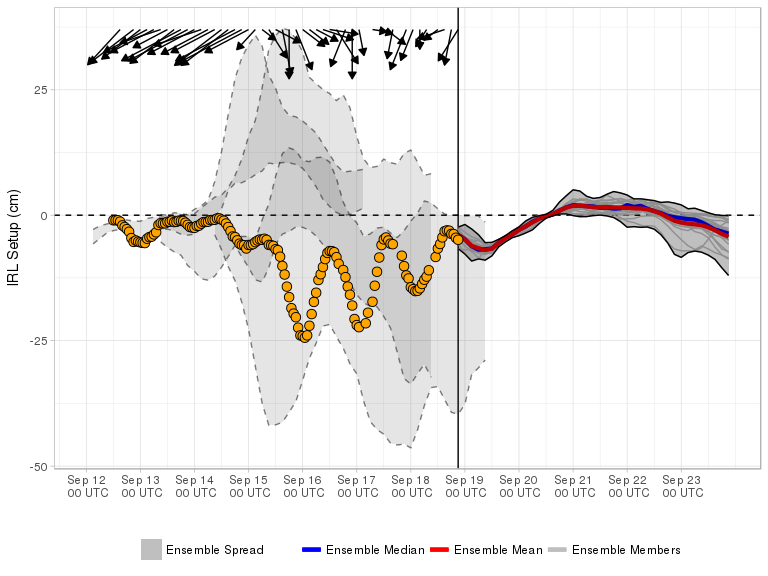 IRL Setup (cm)
25
0
-25
-50
Sep 12 Sep 13 Sep 14 Sep 15 Sep 16 Sep 17 Sep 18 Sep 19 Sep 20 Sep 21 Sep 22 Sep 23
00 UTC 00 UTC 00 UTC 00 UTC 00 UTC 00 UTC 00 UTC 00 UTC 00 UTC 00 UTC 00 UTC 00 UTC
Ensemble Spread Ensemble Median Ensemble Mean Ensemble Members